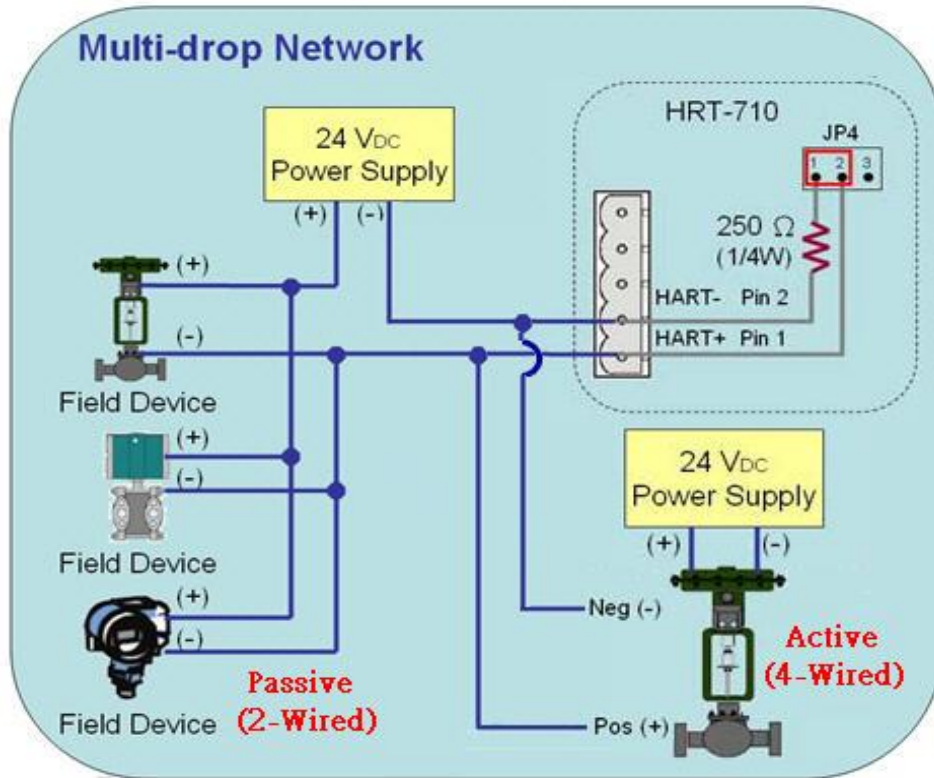 Multi-drop Network
24 VDC
Power Supply
(+) (-)
HRT-710
JP4
1 2 3
250 Ω
(1/4W)
HART- Pin 2
HART+ Pin 1
(+)
(-)
Field Device
(+)
(-)
Field Device
(+)
(-)
Field Device
Passive
(2-Wired)
24 VDC
Power Supply
(+) (-)
Neg (-)
Pos (+)
Active
(4-Wired)